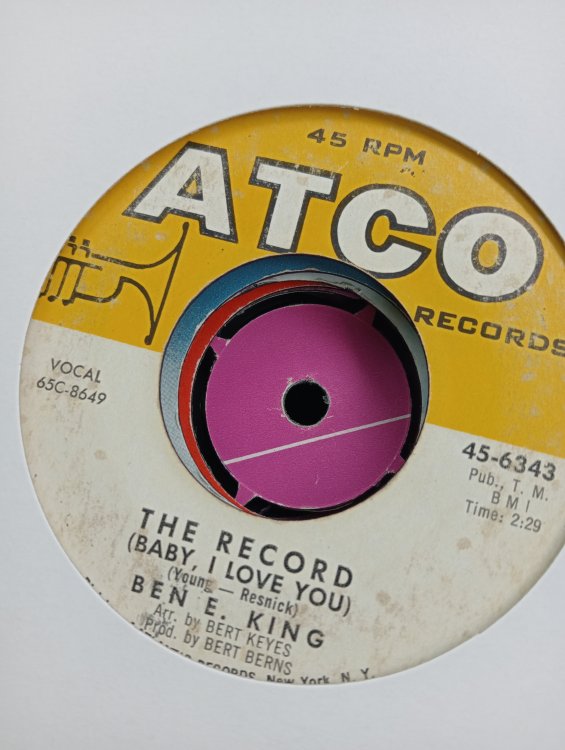 45 RPM
ATCO
RECORDS
VOCAL
65C-8649
45-6343
Pub., T. M.
B M I
Time: 2:29
THE RECORD
(BABY, I LOVE YOU)
(Young — Resnick)
BEN E. KING
Arr. by BERT KEYES
Prod. by BERT BERNS
RECORDS, New York, N. Y.